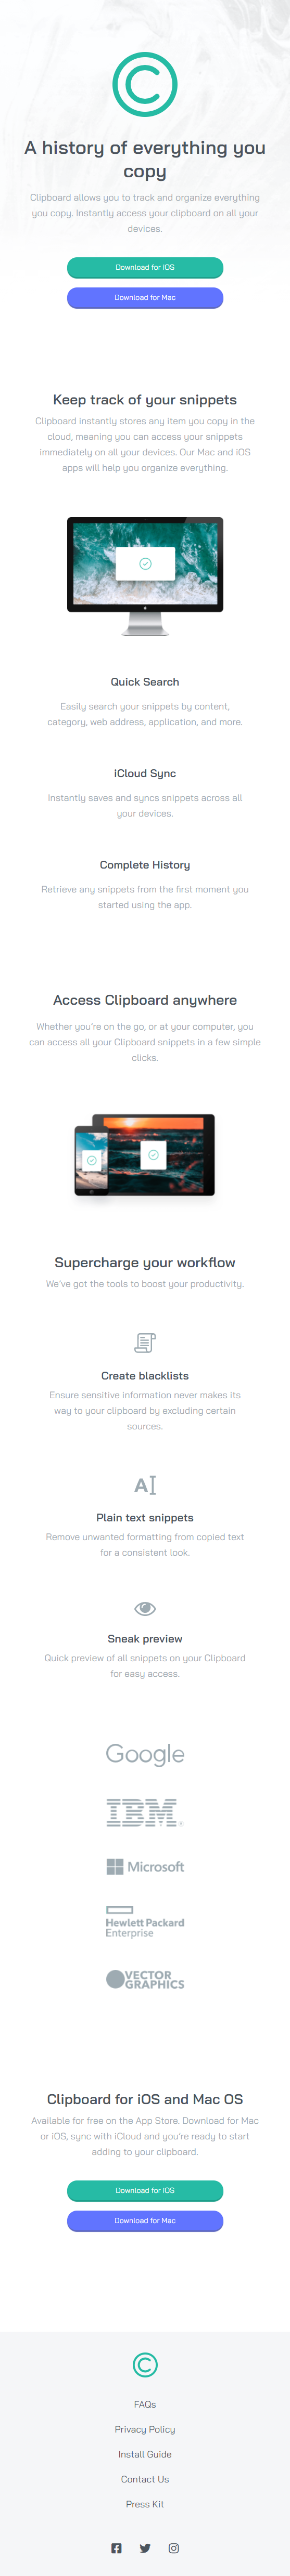 A history of everything you
copy
Clipboard allows you to track and organize everything
you copy. Instantly access your clipboard on all your
devices.
Download for iOS
Download for Mac
Keep track of your snippets
Clipboard instantly stores any item you copy in the
cloud, meaning you can access your snippets
immediately on all your devices. Our Mac and iOS
apps will help you organize everything.
Quick Search
Easily search your snippets by content,
category, web address, application, and more.
iCloud Sync
Instantly saves and syncs snippets across all
your devices.
Complete History
Retrieve any snippets from the first moment you
started using the app.
Access Clipboard anywhere
Whether you're on the go, or at your computer, you
can access all your Clipboard snippets in a few simple
clicks.
Supercharge your workflow
We've got the tools to boost your productivity.
Create blacklists
Ensure sensitive information never makes its
way to your clipboard by excluding certain
sources.
AI
Plain text snippets
Remove unwanted formatting from copied text
for a consistent look.
Sneak preview
Quick preview of all snippets on your Clipboard
for easy access.
Google
IBM
Microsoft
Hewlett Packard
Enterprise
VECTOR
GRAPHICS
Clipboard for iOS and Mac OS
Available for free on the App Store. Download for Mac
or iOS, sync with iCloud and you're ready to start
adding to your clipboard.
Download for iOS
Download for Mac
FAQs
Privacy Policy
Install Guide
Contact Us
Press Kit